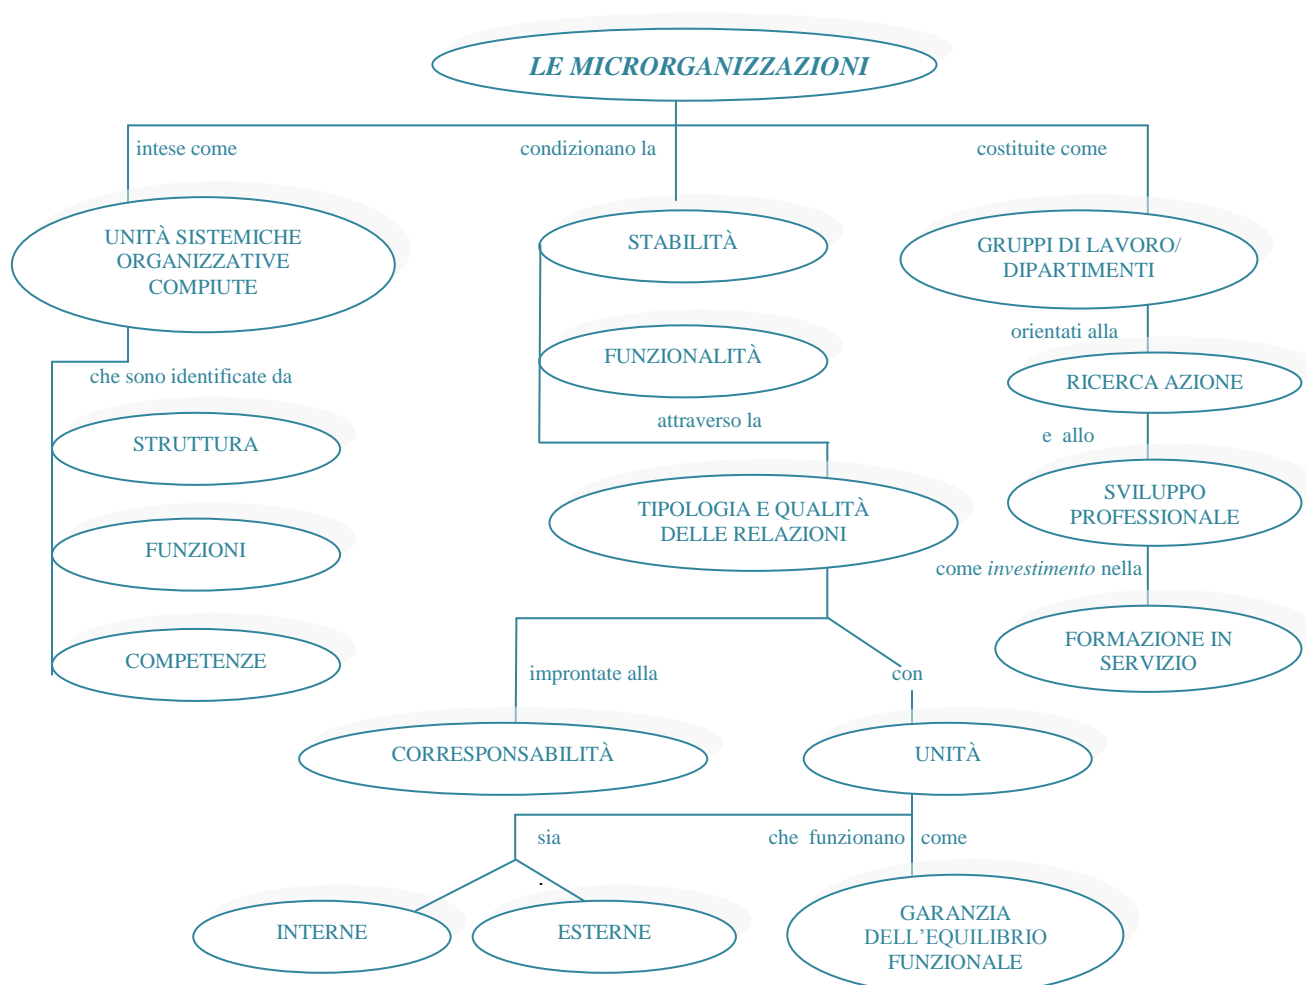 LE MICRORGANIZZAZIONI
intese come
condizionano la
costituite come
UNITÀ SISTEMICHE
ORGANIZZATIVE
COMPIUTE
STABILITÀ
GRUPPI DI LAVORO/
DIPARTIMENTI
orientati alla
FUNZIONALITÀ
che sono identificate da
RICERCA AZIONE
attraverso la
e allo
STRUTTURA
TIPOLOGIA E QUALITÀ
DELLE RELAZIONI
SVILUPPO
PROFESSIONALE
FUNZIONI
come investimento nella
COMPETENZE
FORMAZIONE IN
SERVIZIO
improntate alla
con
CORRESPONSABILITÀ
UNITÀ
sia
che funzionano come
.
INTERNE
ESTERNE
GARANZIA
DELL’EQUILIBRIO
FUNZIONALE